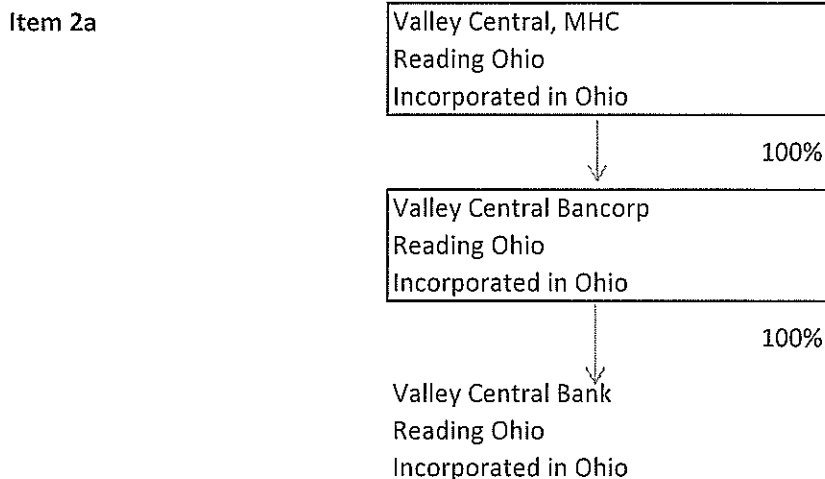 Item 2a
Valley Central, MHC
Reading Ohio
Incorporated in Ohio
100%
Valley Central Bancorp
Reading Ohio
Incorporated in Ohio
100%
Valley Central Bank
Reading Ohio
Incorporated in Ohio